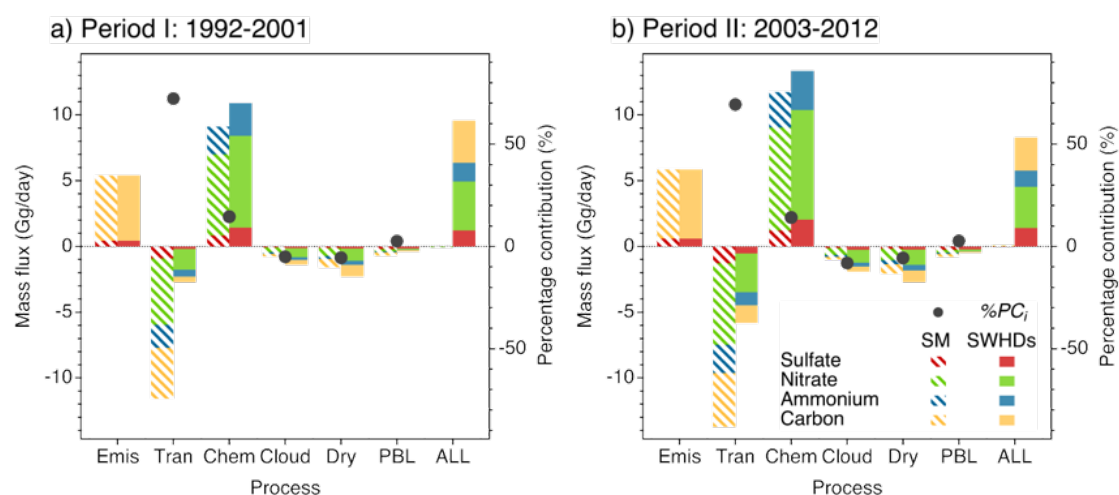 a) Period I: 1992-2001
b) Period II: 2003-2012
Mass flux (Gg/day)
10
5
0
-5
-10
50
0
-50
Percentage contribution (%)
Emis Tran Chem Cloud Dry PBL ALL
Process
Mass flux (Gg/day)
10
5
0
-5
-10
50
0
-50
Percentage contribution (%)
%PCi
SM SWHDs
Sulfate
Nitrate
Ammonium
Carbon
Emis Tran Chem Cloud Dry PBL ALL
Process